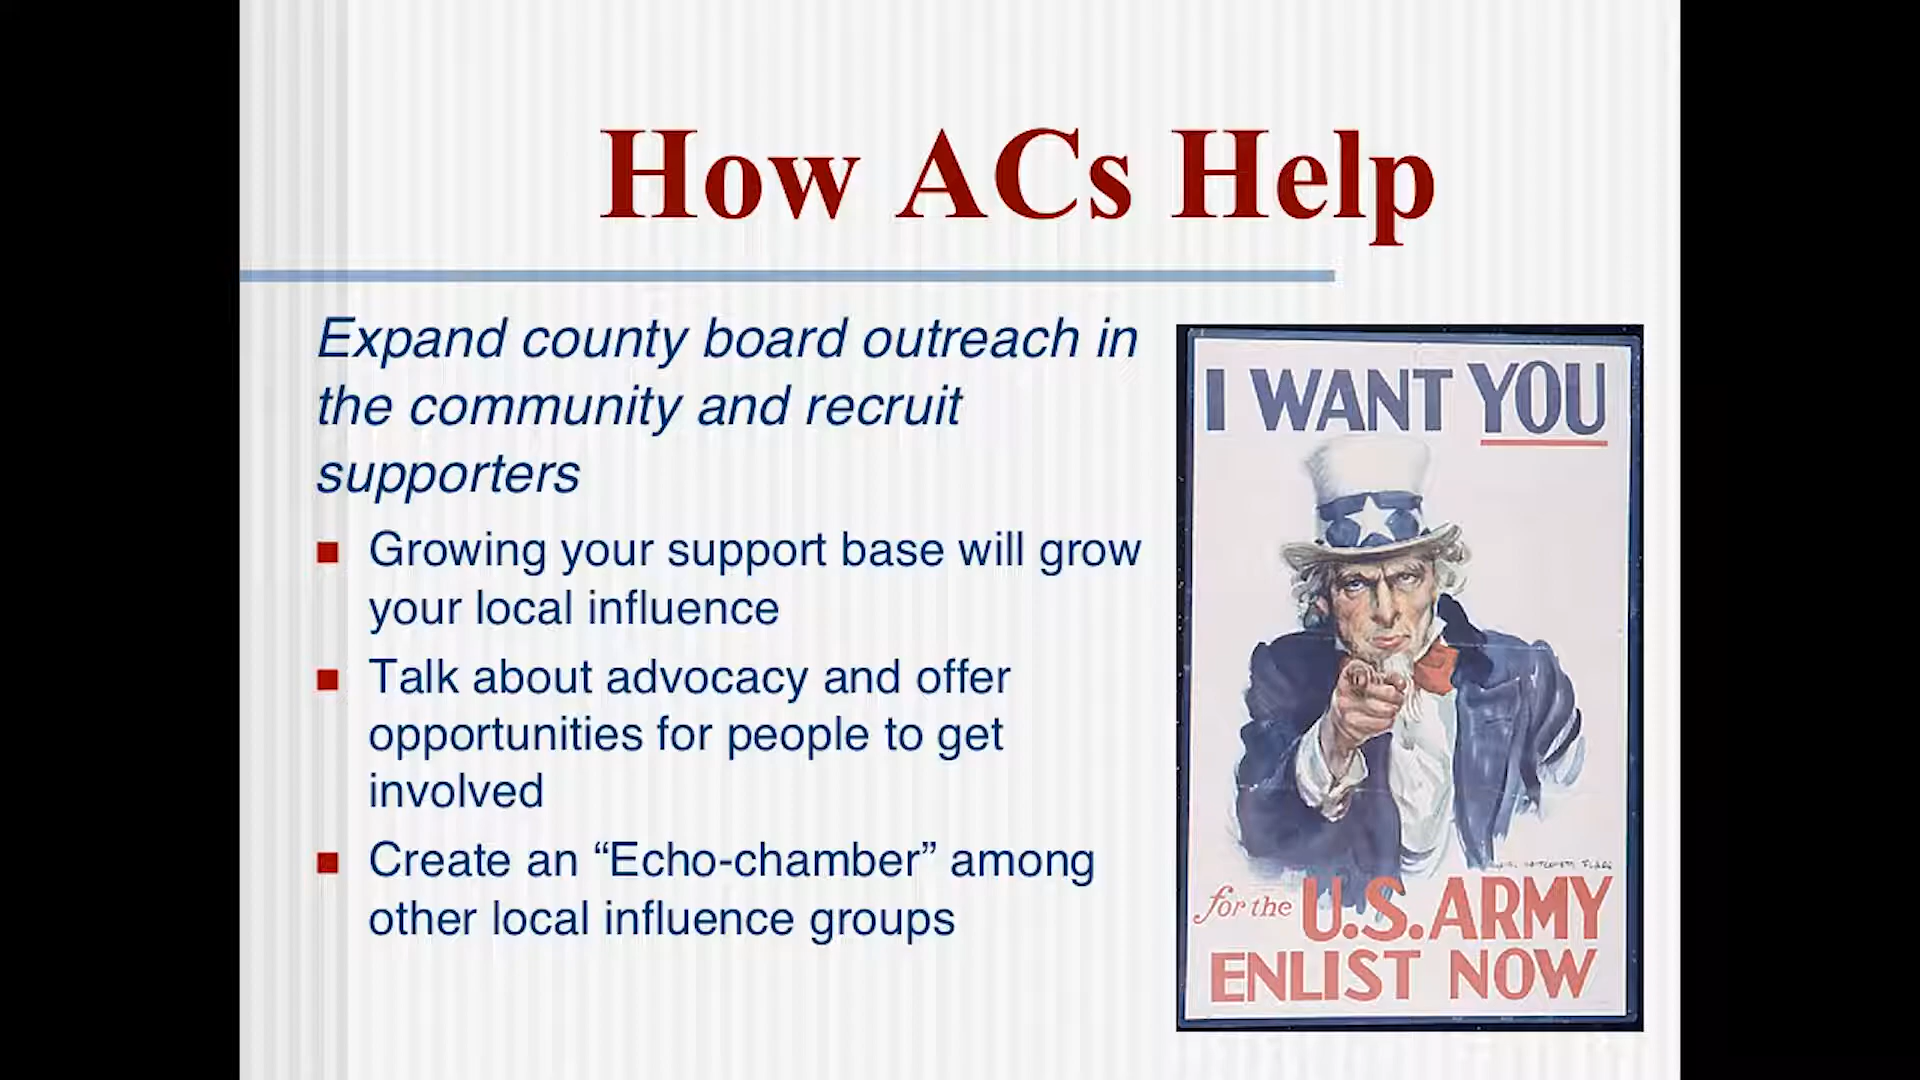 How ACs Help
Expand county board outreach in
the community and recruit
supporters
Growing your support base will grow
your local influence
Talk about advocacy and offer
opportunities for people to get
involved
Create an “Echo-chamber” among
other local influence groups
I WANT YOU
for the U.S. ARMY
ENLIST NOW